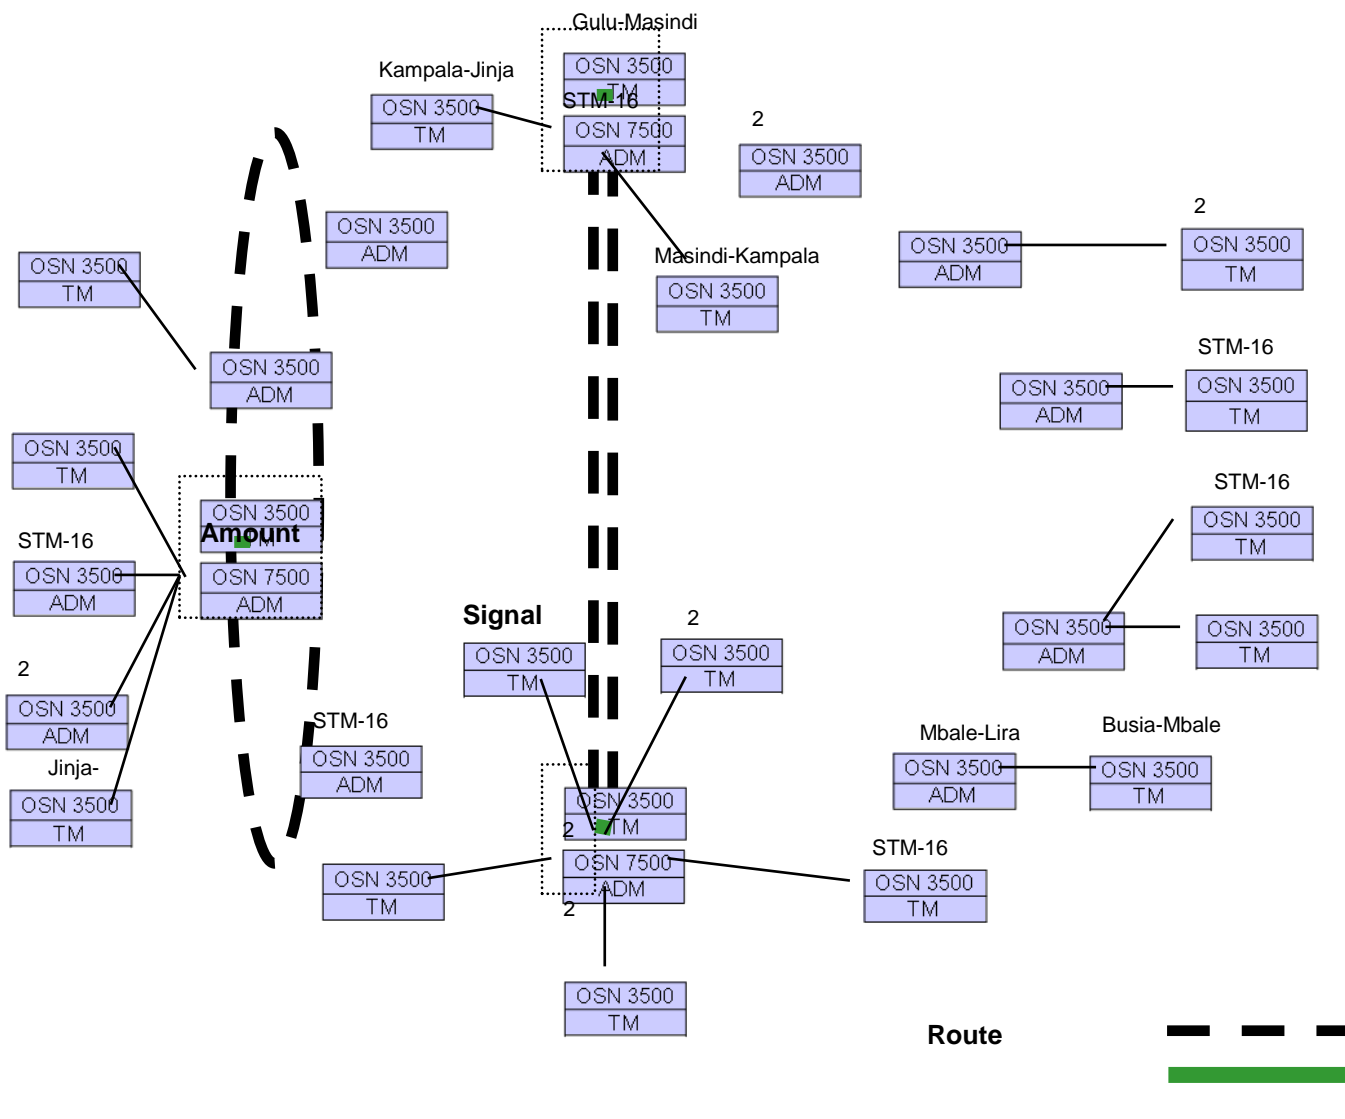 Gulu-Masindi
OSN 3500
TM
Kampala-Jinja
OSN 3500
TM
STM-16
OSN 7500
ADM
2
OSN 3500
ADM
OSN 3500
ADM
2
OSN 3500
TM
OSN 3500
ADM
Masindi-Kampala
OSN 3500
TM
OSN 3500
TM
OSN 3500
ADM
STM-16
OSN 3500
ADM
OSN 3500
TM
OSN 3500
TM
OSN 3500
TM
Amount
STM-16
OSN 3500
TM
STM-16
OSN 3500
ADM
OSN 7500
ADM
Signal
OSN 3500
TM
2
OSN 3500
TM
OSN 3500
ADM
OSN 3500
TM
2
OSN 3500
ADM
STM-16
OSN 3500
ADM
Mbale-Lira
OSN 3500
ADM
Busia-Mbale
OSN 3500
TM
Jinja-
OSN 3500
TM
OSN 3500
TM
2
OSN 7500
ADM
2
OSN 3500
TM
STM-16
OSN 3500
TM
OSN 3500
TM
Route